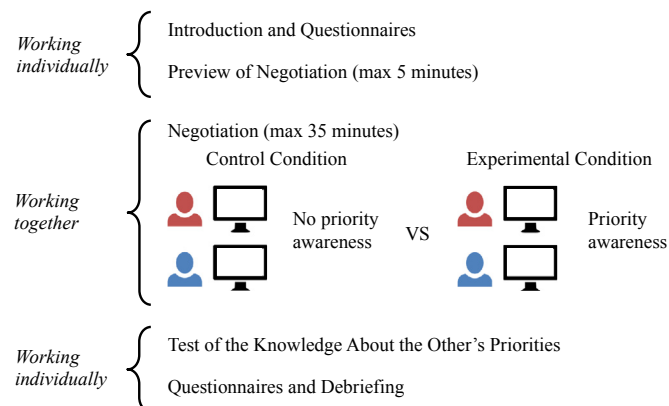 Working
individually
Introduction and Questionnaires
Preview of Negotiation (max 5 minutes)
Working
together
Negotiation (max 35 minutes)
Control Condition
No priority
awareness
VS
Experimental Condition
Priority
awareness
Working
individually
Test of the Knowledge About the Other's Priorities
Questionnaires and Debriefing